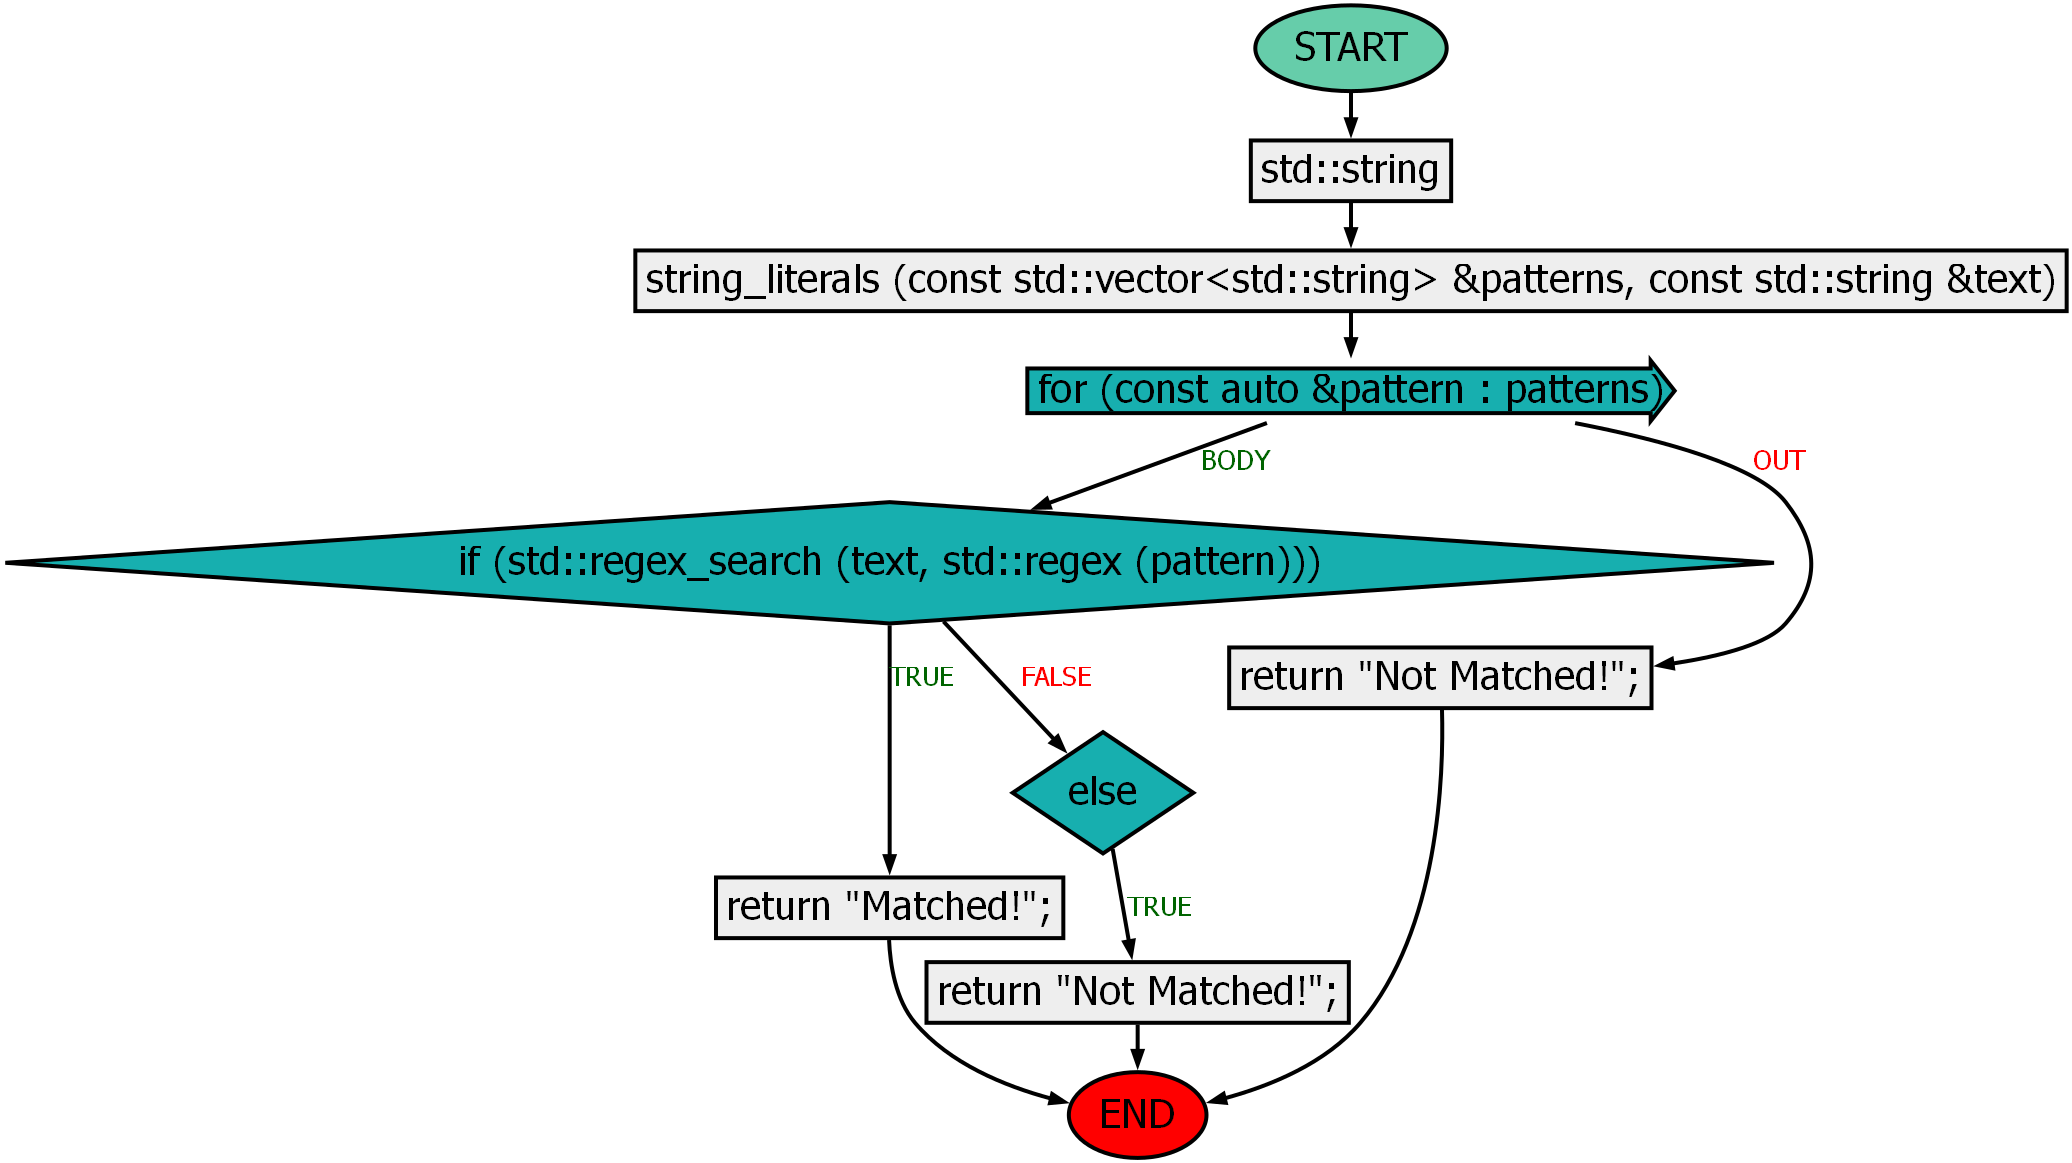 START
std::string
string_literals (const std::vector<std::string> &patterns, const std::string &text)
for (const auto &pattern : patterns)
BODY
OUT
if (std::regex_search (text, std::regex (pattern)))
TRUE
FALSE
return "Not Matched!";
else
return "Matched!";
TRUE
return "Not Matched!";
END